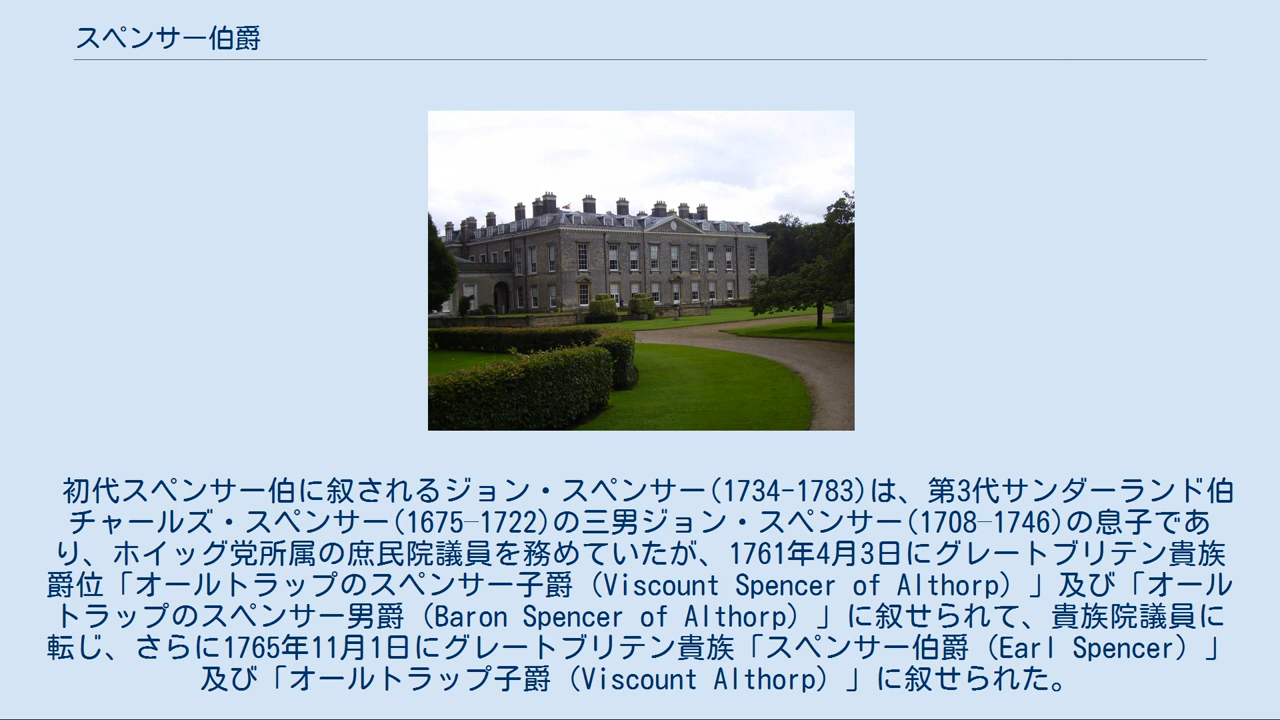 スペンサー伯爵
初代スペンサー伯に叙されるジョン・スペンサー(1734-1783)は、第3代サンダーランド伯
チャールズ・スペンサー(1675–1722)の三男ジョン・スペンサー(1708–1746)の息子であ
り、ホイッグ党所属の庶民院議員を務めていたが、1761年4月3日にグレートブリテン貴族
爵位「オールトラップのスペンサー子爵（Viscount Spencer of Althorp）」及び「オール
トラップのスペンサー男爵（Baron Spencer of Althorp）」に叙せられて、貴族院議員に
転じ、さらに1765年11月1日にグレートブリテン貴族「スペンサー伯爵（Earl Spencer）」
及び「オールトラップ子爵（Viscount Althorp）」に叙せられた。